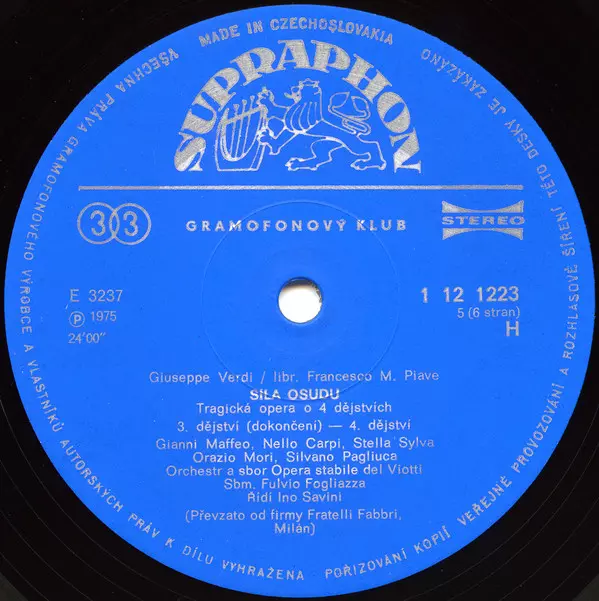 MADE IN CZECHOSLOVAKIA
SUPRAPHON
33
GRAMOFONOVÝ KLUB
STEREO
E 3237
Ⓟ 1975
24'00"
1 12 1223
5 (6 stran)
H
Giuseppe Verdi / libr. Francesco M. Piave
SÍLA OSUDU
Tragická opera o 4 dějstvích
3. dějství (dokončení) — 4. dějství
Gianni Maffeo, Nello Carpi, Stella Sylva
Orazio Mori, Silvano Pagliuca
Orchestr a sbor Opera stabile del Viotti
Sbm. Fulvio Fogliazza
Řídí Ino Savini
(Převzato od firmy Fratelli Fabbri,
Milán)
VŠECHNA PRÁVA GRAMOFONOVÉHO VÝROBCE A VLASTNÍKŮ AUTORSKÝCH PRÁV K DÍLU VYHRAŽENA POŘIZOVÁNÍ KOPIÍ VEŘEJNÉ PROVOZOVÁNÍ A ROZHLASOVÉ ŠÍŘENÍ TÉTO DESKY JE ZAKÁZÁNO